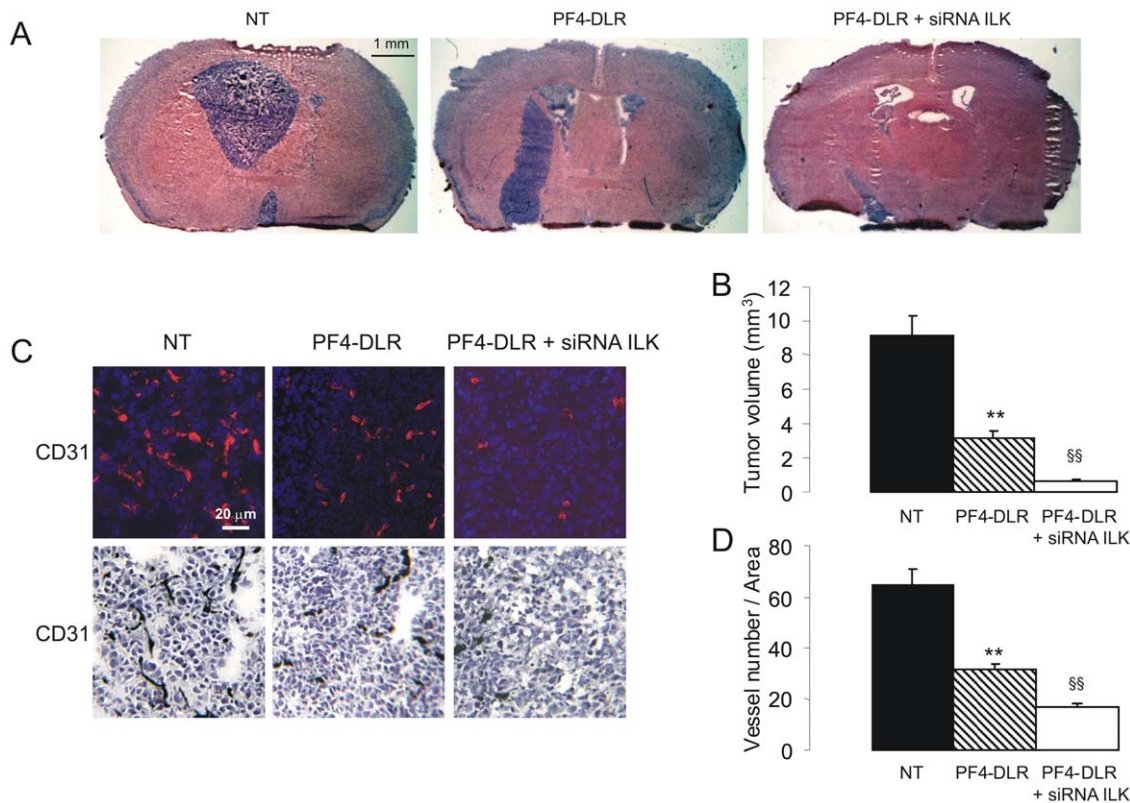 A
NT
PF4-DLR
PF4-DLR + siRNA ILK
1 mm
B
Tumor volume (mm³)
12
10
8
6
4
2
0
**
§§
NT
PF4-DLR
PF4-DLR
+ siRNA ILK
C
NT
PF4-DLR
PF4-DLR + siRNA ILK
CD31
20 µm
CD31
D
Vessel number / Area
80
60
40
20
0
**
§§
NT
PF4-DLR
PF4-DLR
+ siRNA ILK